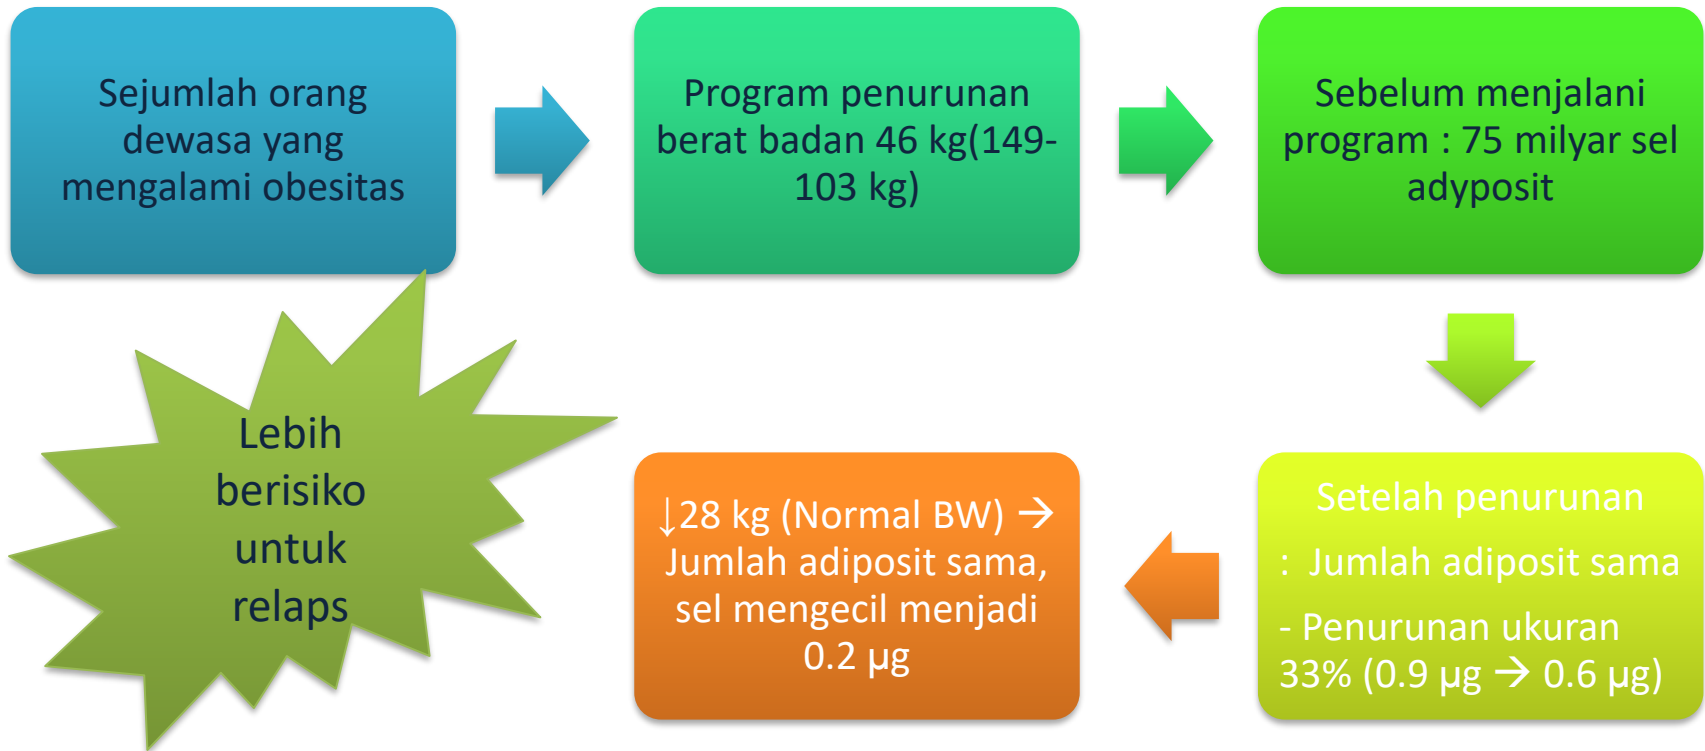 Sejumlah orang
dewasa yang
mengalami obesitas
Program penurunan
berat badan 46 kg(149-
103 kg)
Sebelum menjalani
program : 75 milyar sel
adyposit
Setelah penurunan
: Jumlah adiposit sama
- Penurunan ukuran
33% (0.9 µg → 0.6 µg)
↓28 kg (Normal BW) →
Jumlah adiposit sama,
sel mengecil menjadi
0.2 µg
Lebih
berisiko
untuk
relaps